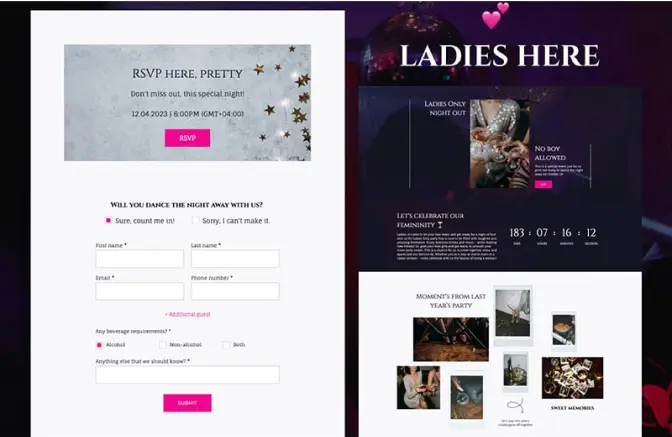 RSVP HERE, PRETTY
Don't miss out, this special night!
12.04.2023 | 6:00PM (GMT+04:00)
RSVP
WILL YOU DANCE THE NIGHT AWAY WITH US?
Sure, count me in!
Sorry, I can't make it.
First name *
Last name *
Email *
Phone number *
+ Additional guest
Any beverage requirements? *
Alcohol
Non-alcohol
Both
Anything else that we should know? *
SUBMIT
LADIES HERE
LADIES ONLY
NIGHT OUT
NO BOY
ALLOWED
LET'S CELEBRATE OUR
FEMININITY
183 : 07 : 16 : 12
DAYS
HOURS
MINUTES
SECONDS
MOMENT'S FROM LAST
YEAR'S PARTY
SWEET MEMORIES